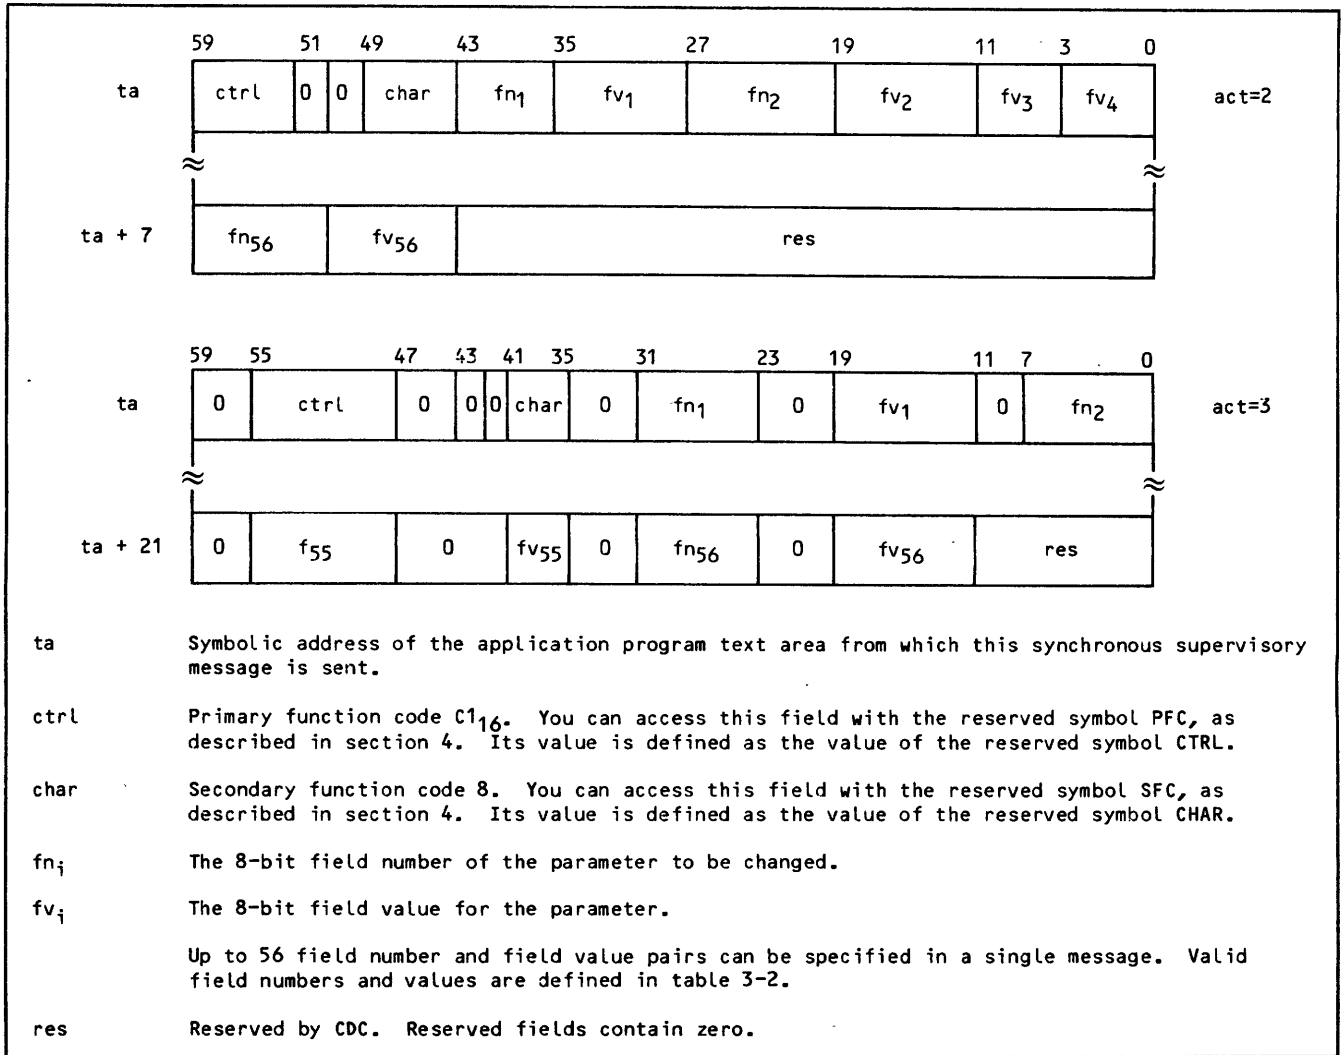 59 51 49 43 35 27 19 11 3 0
ta ctrl 0 0 char fn1 fv1 fn2 fv2 fv3 fv4 act=2
≈ ≈
ta + 7 fn56 fv56 res
59 55 47 43 41 35 31 23 19 11 7 0
ta 0 ctrl 0 0 0 char 0 fn1 0 fv1 0 fn2 act=3
≈ ≈
ta + 21 0 f55 0 fv55 0 fn56 0 fv56 res
ta Symbolic address of the application program text area from which this synchronous supervisory
message is sent.
ctrl Primary function code C1₁₆. You can access this field with the reserved symbol PFC, as
described in section 4. Its value is defined as the value of the reserved symbol CTRL.
char Secondary function code 8. You can access this field with the reserved symbol SFC, as
described in section 4. Its value is defined as the value of the reserved symbol CHAR.
fni The 8-bit field number of the parameter to be changed.
fvi The 8-bit field value for the parameter.
Up to 56 field number and field value pairs can be specified in a single message. Valid
field numbers and values are defined in table 3-2.
res Reserved by CDC. Reserved fields contain zero.